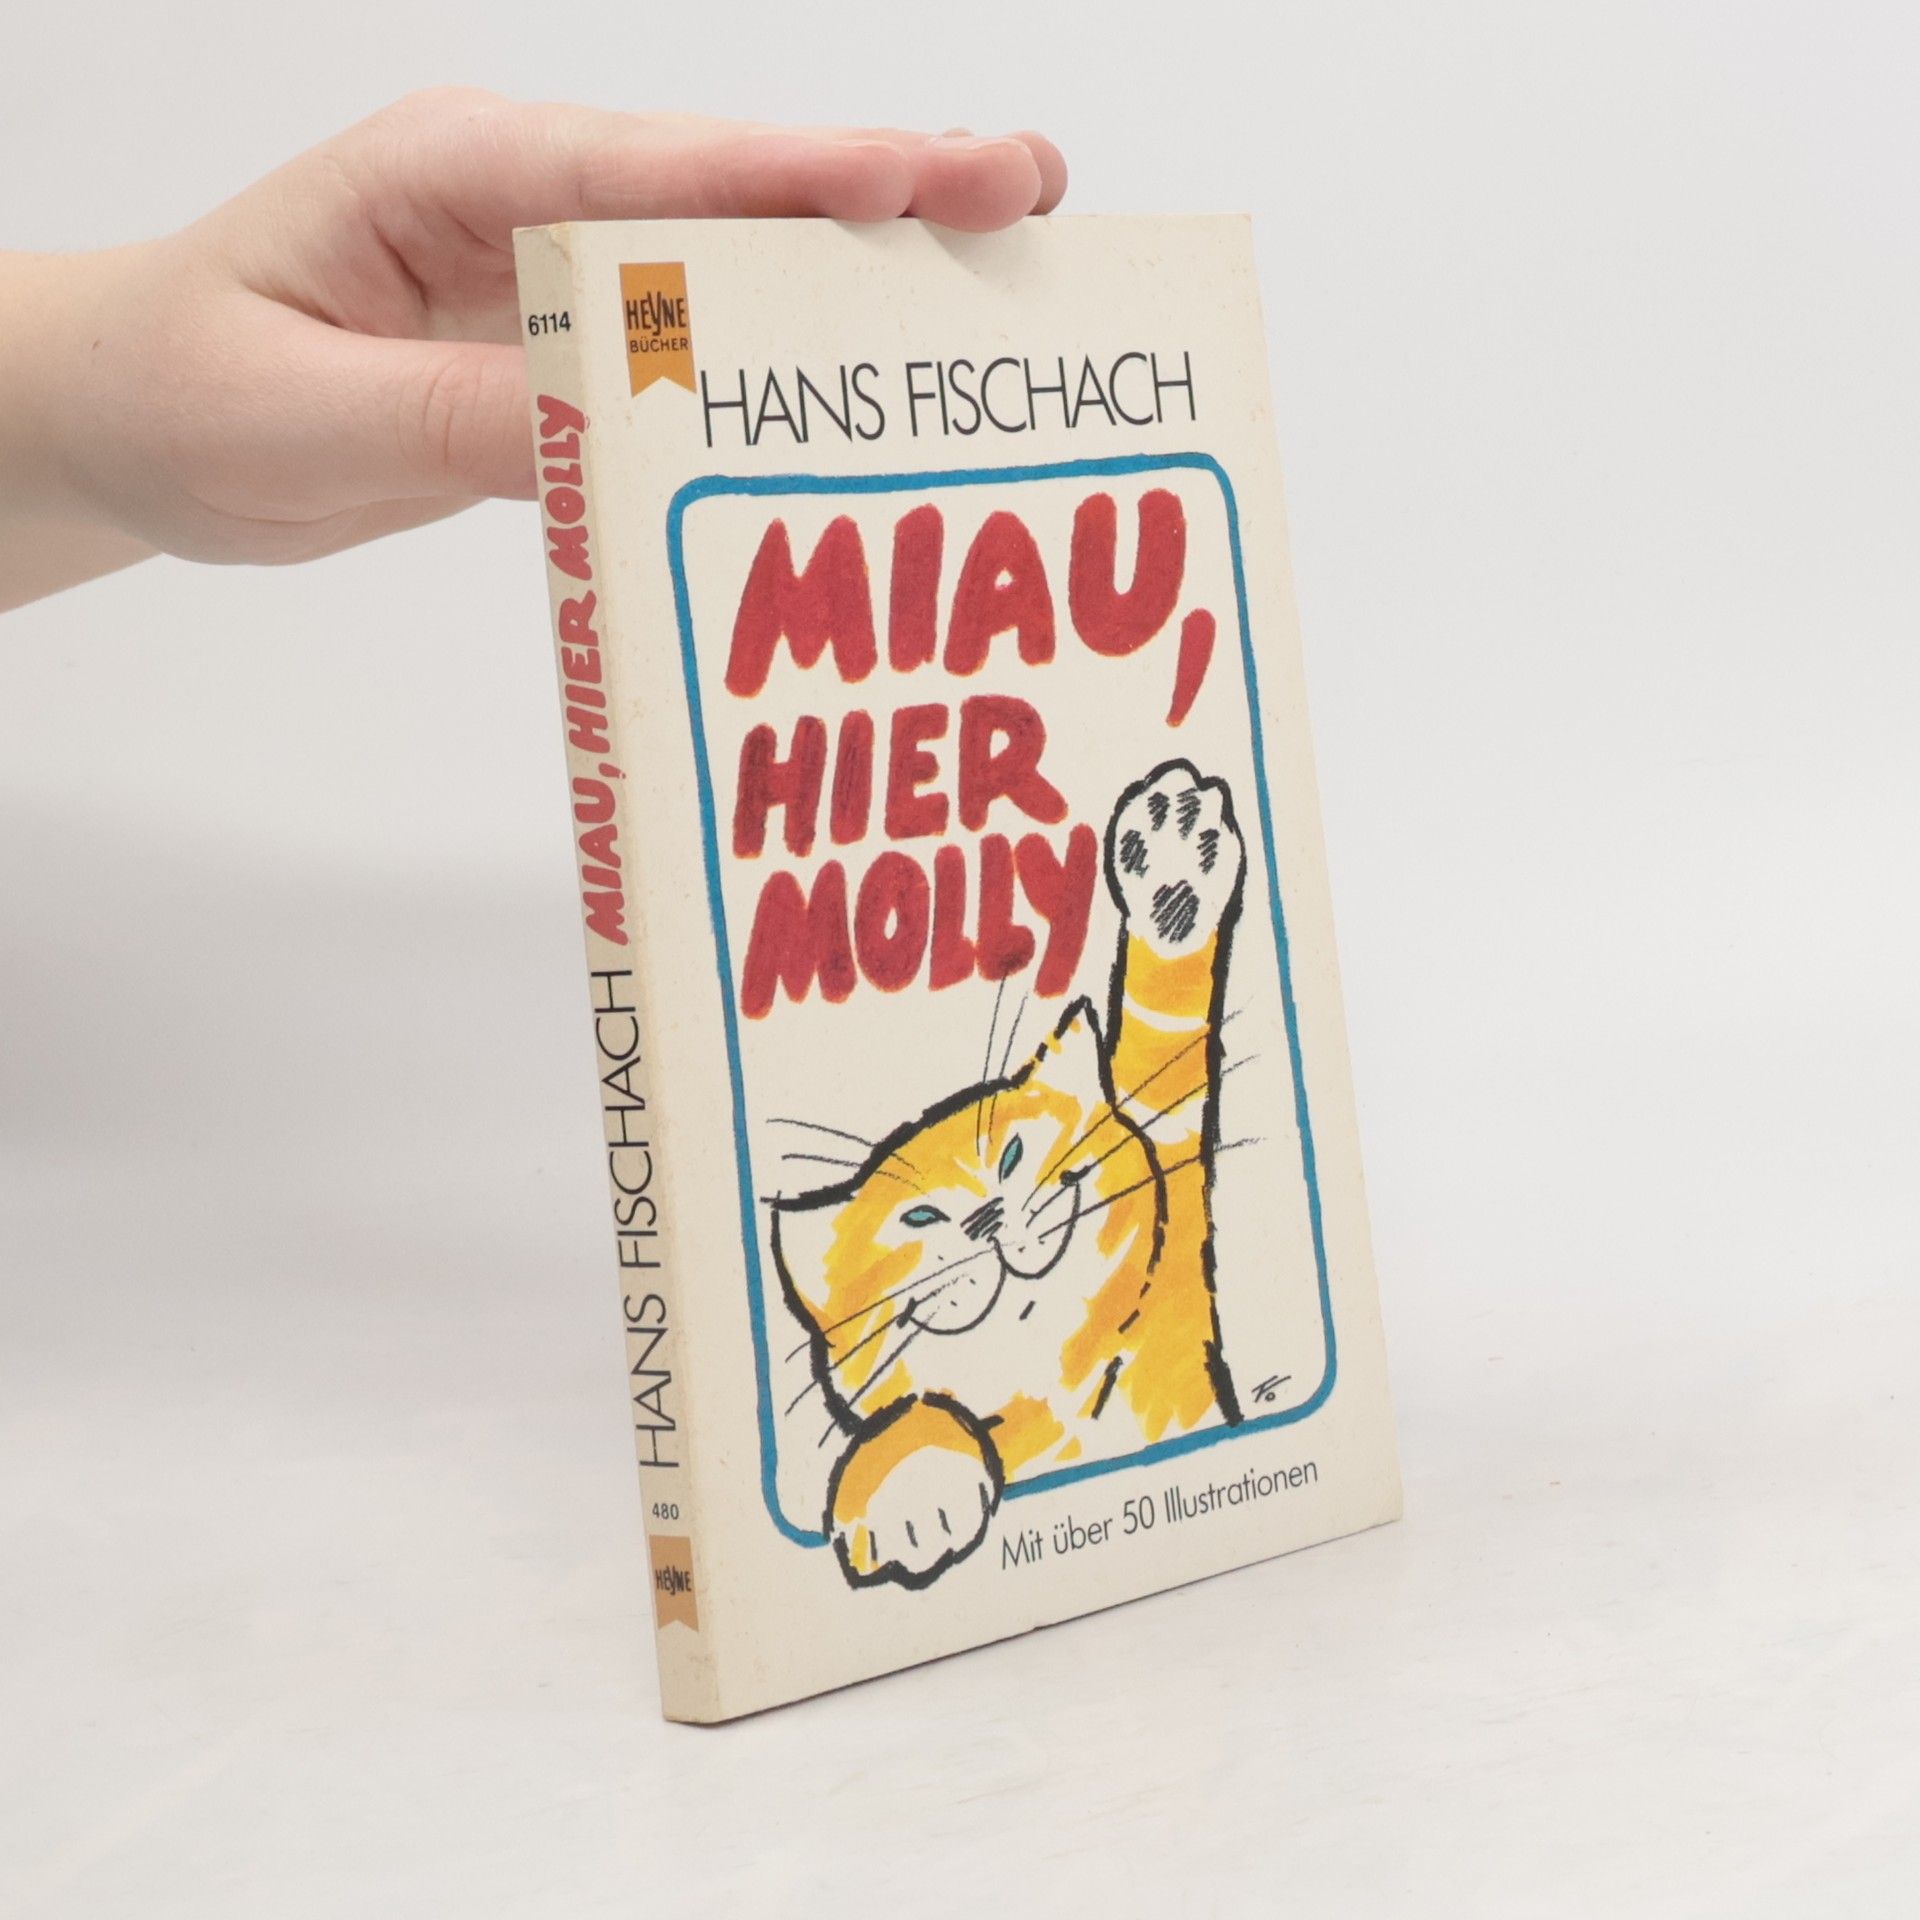 6114
MIAU, HIER MOLLY
HANS FISCHACH
480
HEYNE
HEYNE
BÜCHER
HANS FISCHACH
MIAU,
HIER
MOLLY
Mit über 50 Illustrationen